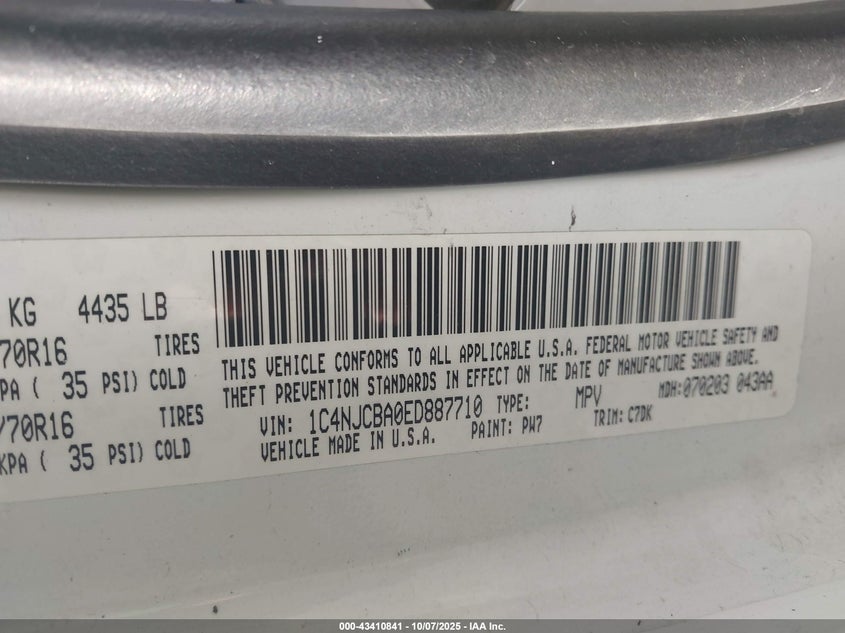 KG 4435 LB
70R16 TIRES
KPA ( 35 PSI) COLD
/70R16 TIRES
KPA ( 35 PSI) COLD
THIS VEHICLE CONFORMS TO ALL APPLICABLE U.S.A. FEDERAL MOTOR VEHICLE SAFETY AND
THEFT PREVENTION STANDARDS IN EFFECT ON THE DATE OF MANUFACTURE SHOWN ABOVE.
VIN: 1C4NJCBA0ED887710 TYPE: MPV MDH:070203 043AA
VEHICLE MADE IN U.S.A. PAINT: PW7 TRIM: C7DK
000-43410841 - 10/07/2025 - IAA Inc.